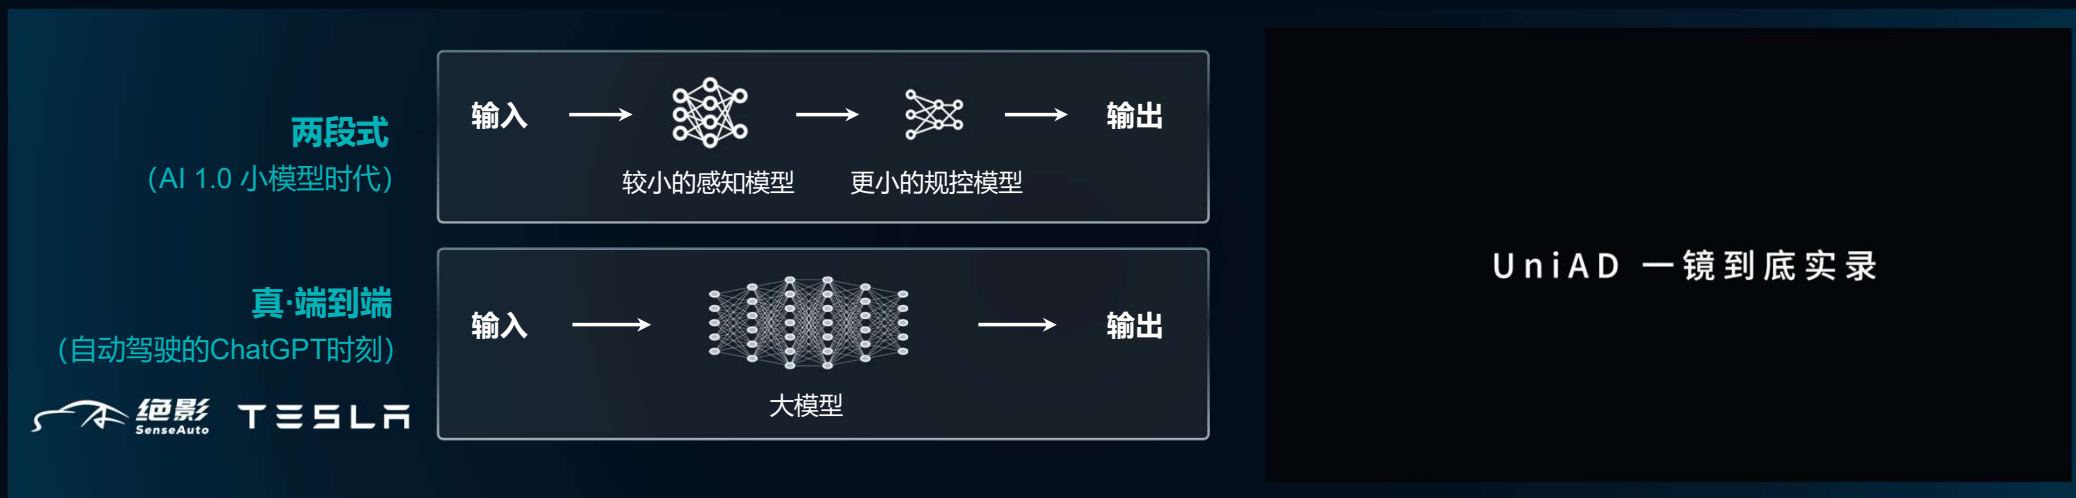 两段式
（AI 1.0 小模型时代）
输入
输出
较小的感知模型
更小的规控模型
真·端到端
（自动驾驶的ChatGPT时刻）
绝影
SenseAuto
TESLA
输入
输出
大模型
UniAD 一镜到底实录